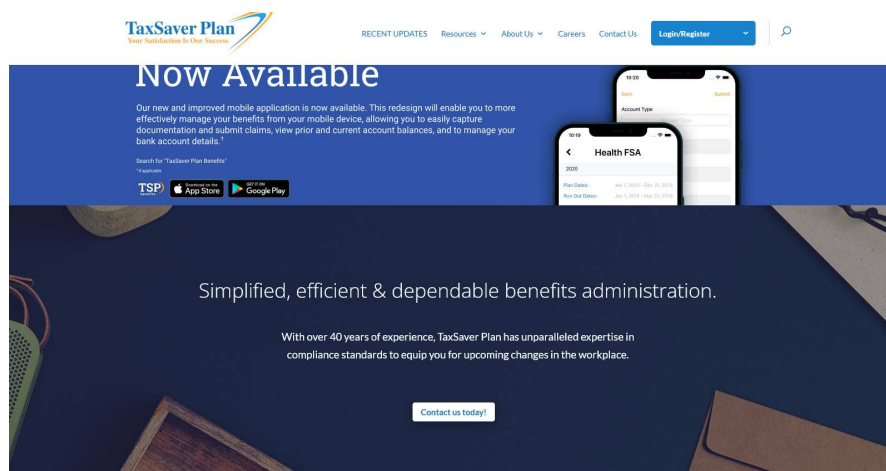 TaxSaver Plan
Your Satisfaction Is Our Success
RECENT UPDATES Resources About Us Careers Contact Us Login/Register
Now Available
Our new and improved mobile application is now available. This redesign will enable you to more
effectively manage your benefits from your mobile device, allowing you to easily capture
documentation and submit claims, view prior and current account balances, and to manage your
bank account details.¹
Search for "TaxSaver Plan Benefits"
TSP
Download on the
App Store
GET IT ON
Google Play
10:20
Back Submit
Account Type
10:19
Health FSA
2020
Plan Dates:
Run Out Dates:
Simplified, efficient & dependable benefits administration.
With over 40 years of experience, TaxSaver Plan has unparalleled expertise in
compliance standards to equip you for upcoming changes in the workplace.
Contact us today!